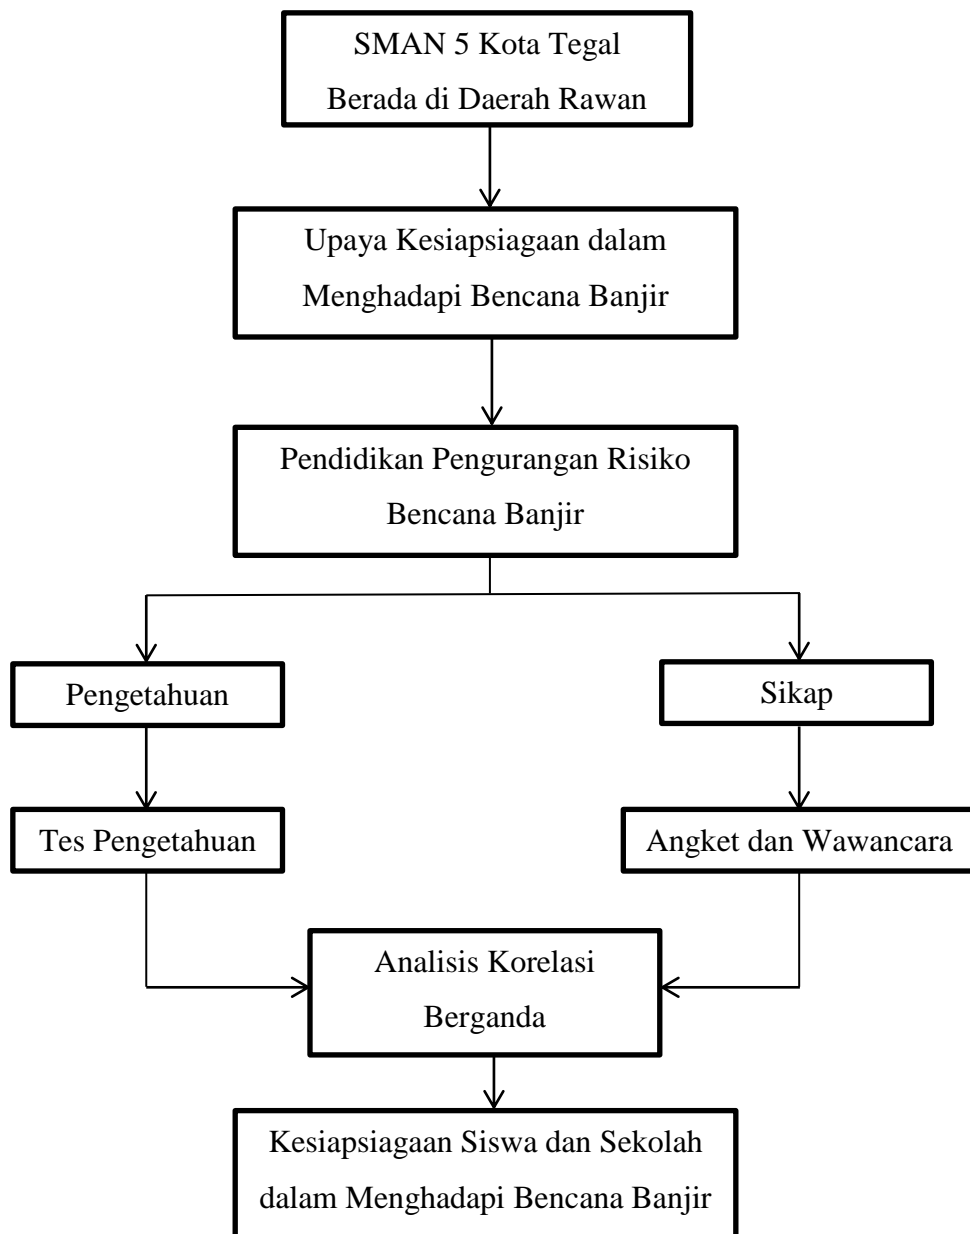 SMAN 5 Kota Tegal
Berada di Daerah Rawan
Upaya Kesiapsiagaan dalam
Menghadapi Bencana Banjir
Pendidikan Pengurangan Risiko
Bencana Banjir
Pengetahuan
Sikap
Tes Pengetahuan
Angket dan Wawancara
Analisis Korelasi
Berganda
Kesiapsiagaan Siswa dan Sekolah
dalam Menghadapi Bencana Banjir